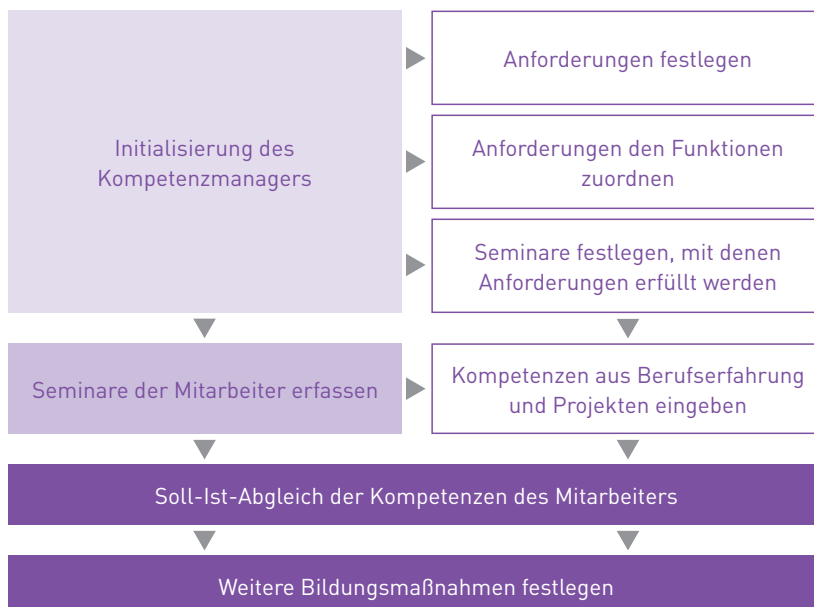 Initialisierung des
Kompetenzmanagers
Anforderungen festlegen
Anforderungen den Funktionen
zuordnen
Seminare festlegen, mit denen
Anforderungen erfüllt werden
Seminare der Mitarbeiter erfassen
Kompetenzen aus Berufserfahrung
und Projekten eingeben
Soll-Ist-Abgleich der Kompetenzen des Mitarbeiters
Weitere Bildungsmaßnahmen festlegen